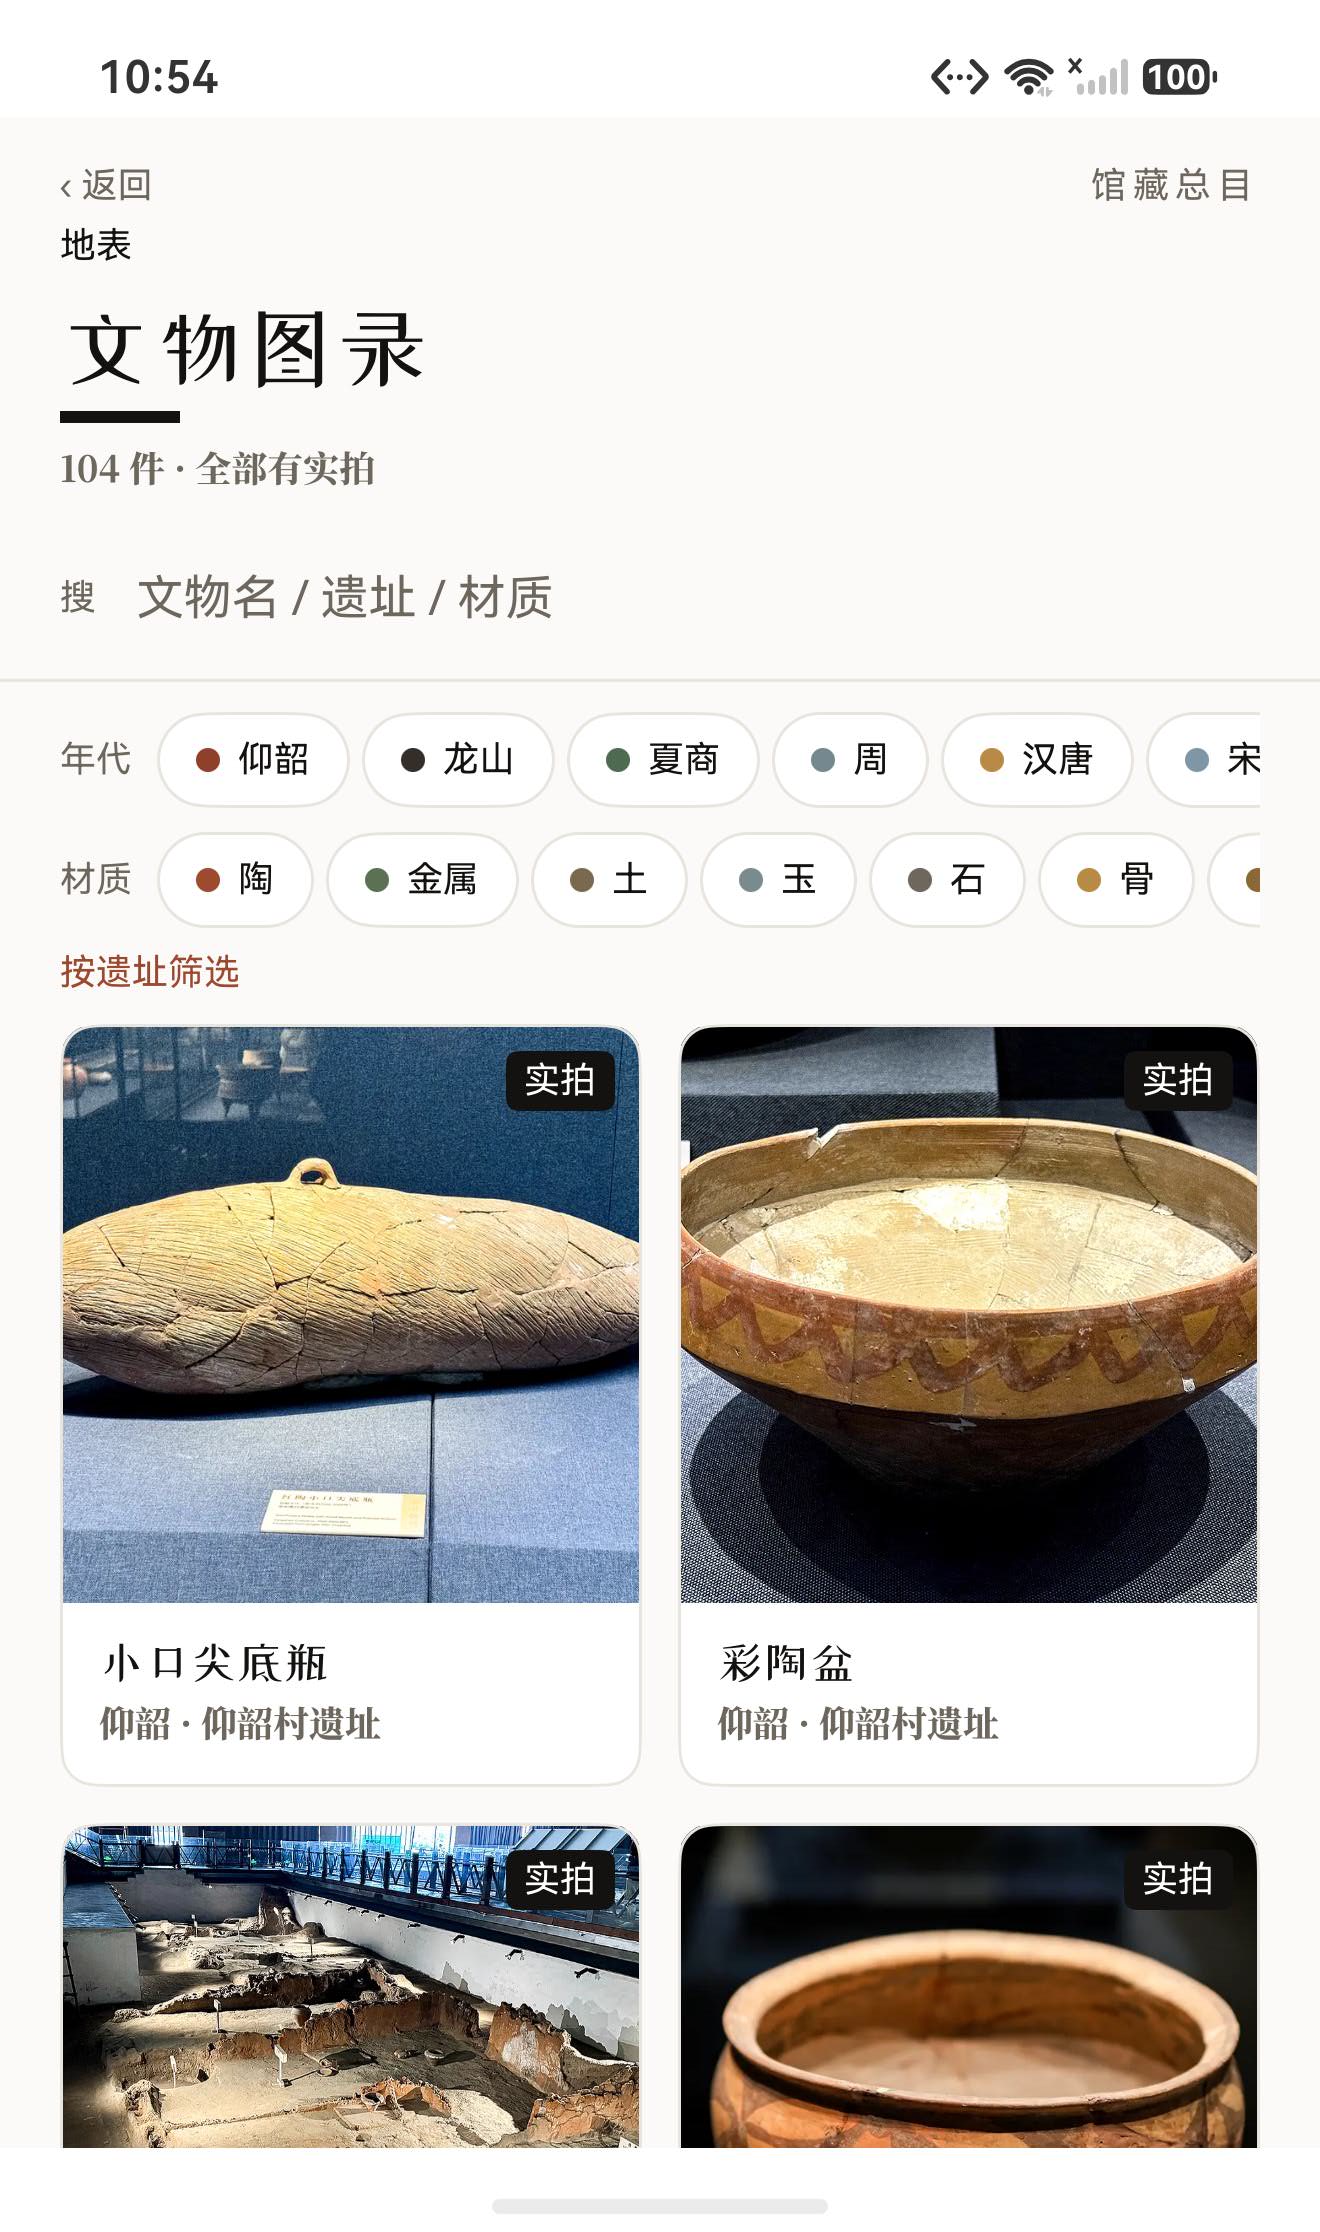 10:54
100
‹ 返回
馆藏总目
地表
文物图录
104 件 · 全部有实拍
搜 文物名 / 遗址 / 材质
年代 仰韶 龙山 夏商 周 汉唐 宋
材质 陶 金属 土 玉 石 骨
按遗址筛选
实拍 实拍
小口尖底瓶
仰韶 · 仰韶村遗址
彩陶盆
仰韶 · 仰韶村遗址
实拍 实拍